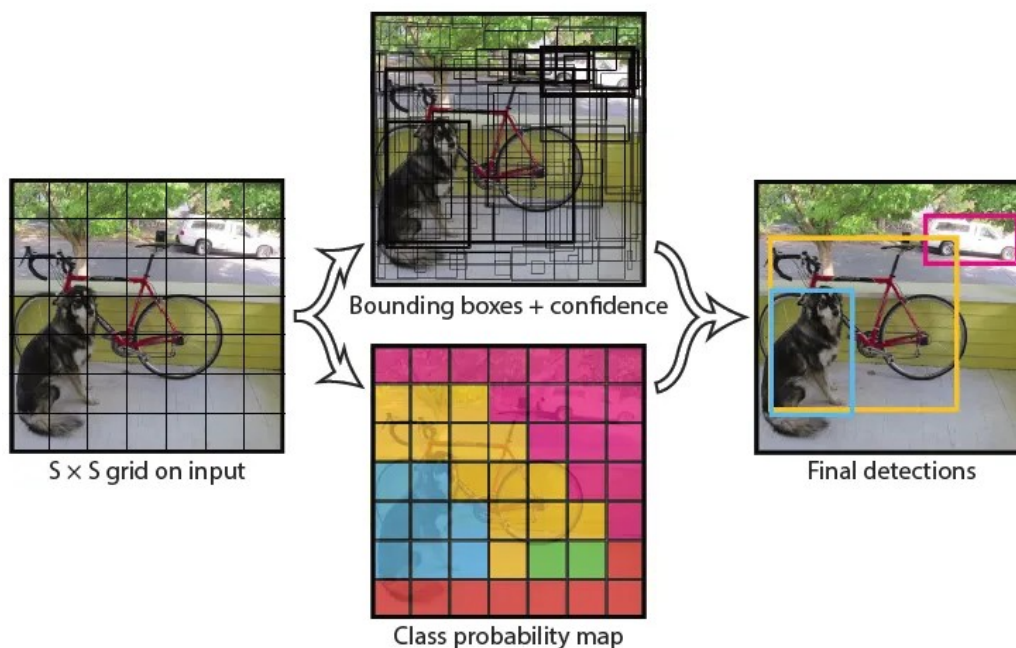 S × S grid on input
Bounding boxes + confidence
Class probability map
Final detections